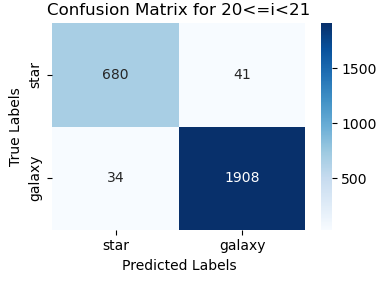 Confusion Matrix for 20<=i<21
True Labels
star
680
41
galaxy
34
1908
star
galaxy
Predicted Labels
1500
1000
500